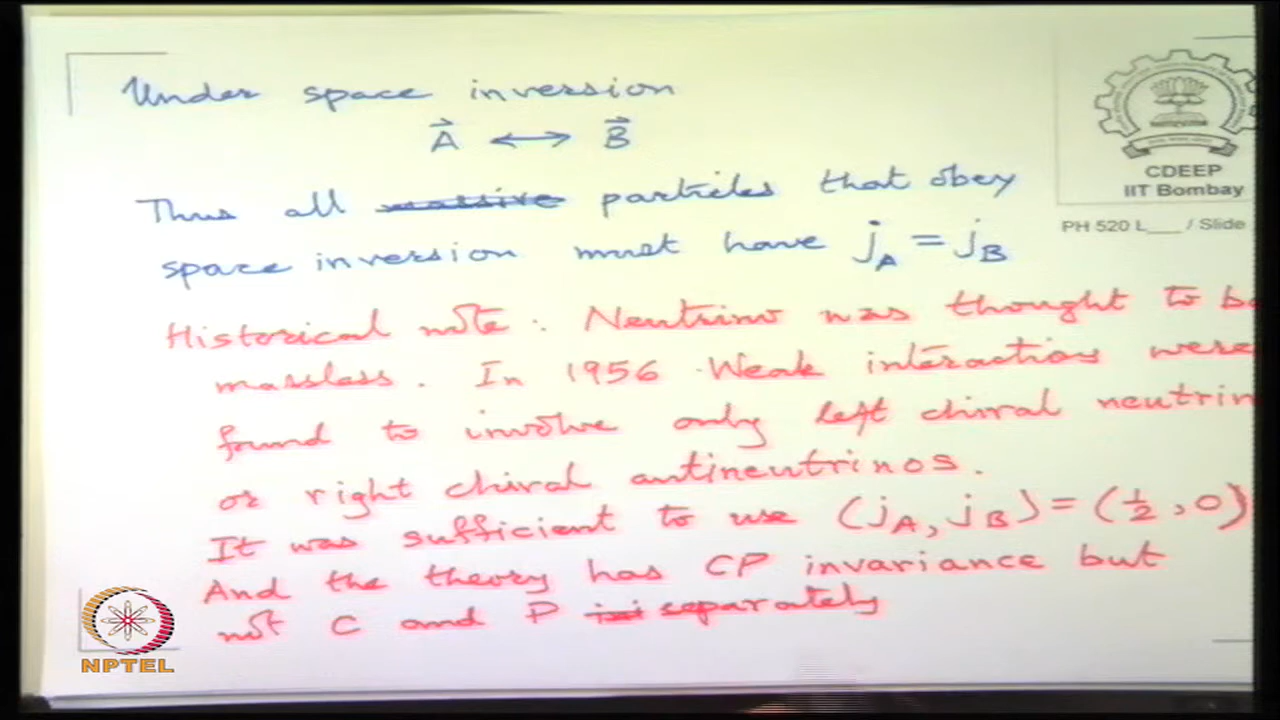 Under space inversion
A⃗ ↔ B⃗
Thus all massive particles that obey
space inversion must have j_A = j_B
Historical note : Neutrino was thought to be
massless. In 1956 Weak interactions were
found to involve only left chiral neutrin
or right chiral antineutrinos.
It was sufficient to use (j_A, j_B) = (½, 0)
And the theory has CP invariance but
not C and P separately
CDEEP
IIT Bombay
PH 520 L___ / Slide
NPTEL